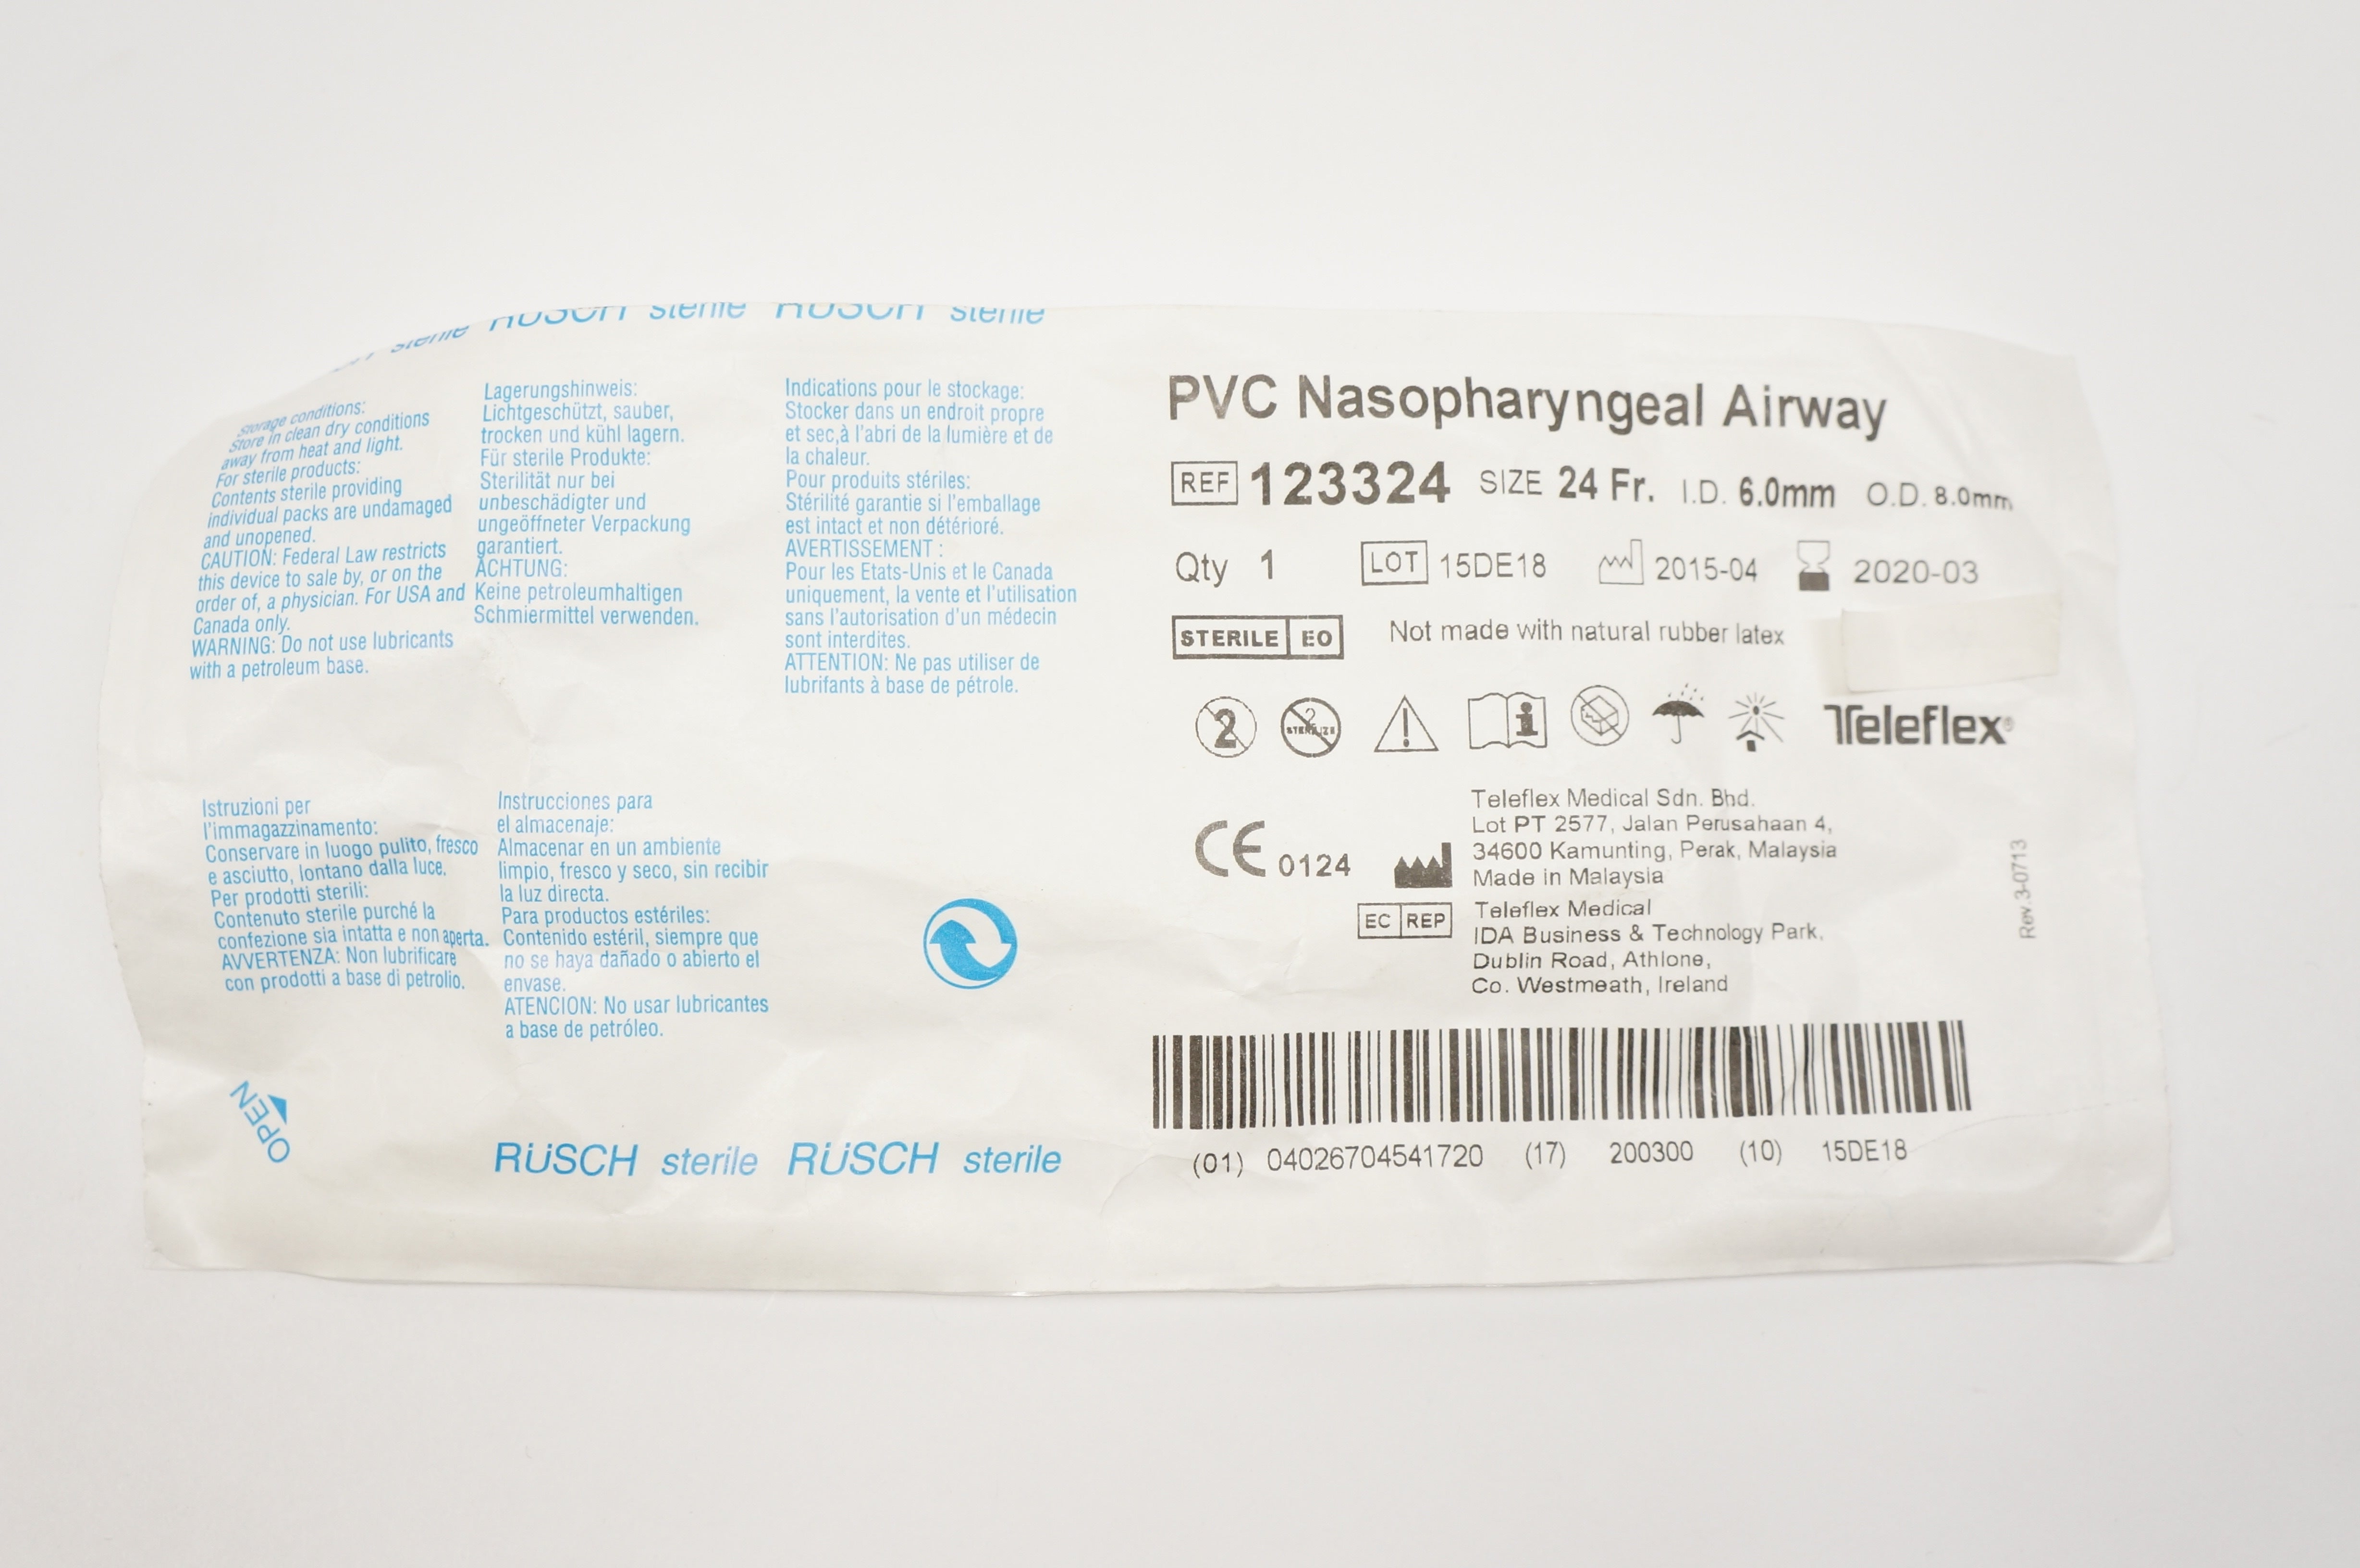 sterile RÜSCH sterile RÜSCH sterile
Storage conditions:
Store in clean dry conditions
away from heat and light.
For sterile products:
Contents sterile providing
individual packs are undamaged
and unopened.
CAUTION: Federal Law restricts
this device to sale by, or on the
order of, a physician. For USA and
Canada only.
WARNING: Do not use lubricants
with a petroleum base.
Lagerungshinweis:
Lichtgeschützt, sauber,
trocken und kühl lagern.
Für sterile Produkte:
Sterilität nur bei
unbeschädigter und
ungeöffneter Verpackung
garantiert.
ACHTUNG:
Keine petroleumhaltigen
Schmiermittel verwenden.
Indications pour le stockage:
Stocker dans un endroit propre
et sec,à l'abri de la lumière et de
la chaleur.
Pour produits stériles:
Stérilité garantie si l'emballage
est intact et non détérioré.
AVERTISSEMENT :
Pour les Etats-Unis et le Canada
uniquement, la vente et l'utilisation
sans l'autorisation d'un médecin
sont interdites.
ATTENTION: Ne pas utiliser de
lubrifants à base de pétrole.
Istruzioni per
l'immagazzinamento:
Conservare in luogo pulito, fresco
e asciutto, lontano dalla luce.
Per prodotti sterili:
Contenuto sterile purché la
confezione sia intatta e non aperta.
AVVERTENZA: Non lubrificare
con prodotti a base di petrolio.
Instrucciones para
el almacenaje:
Almacenar en un ambiente
limpio, fresco y seco, sin recibir
la luz directa.
Para productos estériles:
Contenido estéril, siempre que
no se haya dañado o abierto el
envase.
ATENCION: No usar lubricantes
a base de petróleo.
OPEN
RÜSCH sterile RÜSCH sterile
PVC Nasopharyngeal Airway
REF 123324 SIZE 24 Fr. I.D. 6.0mm O.D. 8.0mm
Qty 1 LOT 15DE18 2015-04 2020-03
STERILE EO Not made with natural rubber latex
2 2 STERILIZE i Teleflex®
CE 0124
Teleflex Medical Sdn. Bhd.
Lot PT 2577, Jalan Perusahaan 4,
34600 Kamunting, Perak, Malaysia
Made in Malaysia
EC REP
Teleflex Medical
IDA Business & Technology Park,
Dublin Road, Athlone,
Co. Westmeath, Ireland
Rev.3-0713
(01) 04026704541720 (17) 200300 (10) 15DE18